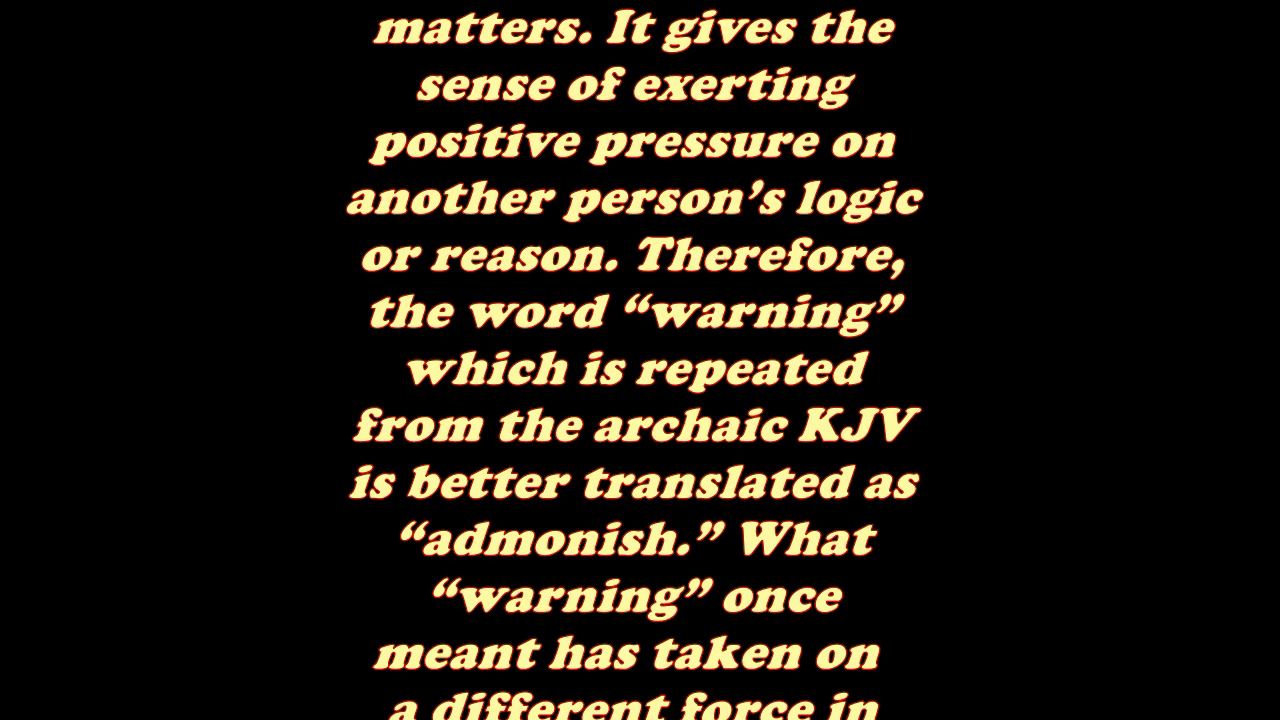 matters. It gives the
sense of exerting
positive pressure on
another person’s logic
or reason. Therefore,
the word “warning”
which is repeated
from the archaic KJV
is better translated as
“admonish.” What
“warning” once
meant has taken on
a different force in